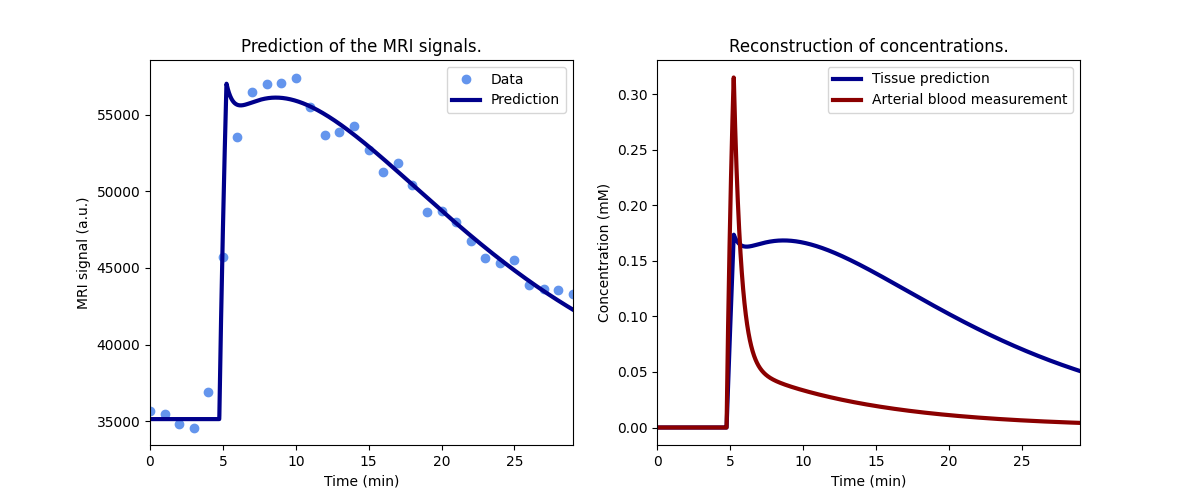 Prediction of the MRI signals.
MRI signal (a.u.)
55000
50000
45000
40000
35000
Data
Prediction
0
5
10
15
20
25
Time (min)
Reconstruction of concentrations.
Concentration (mM)
0.30
0.25
0.20
0.15
0.10
0.05
0.00
Tissue prediction
Arterial blood measurement
0
5
10
15
20
25
Time (min)